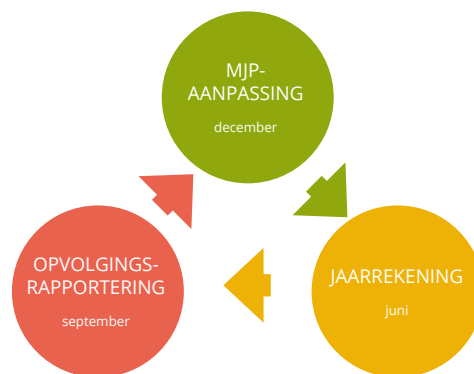 MJP-
AANPASSING
december
OPVOLGINGS-
RAPPORTERING
september
JAARREKENING
juni